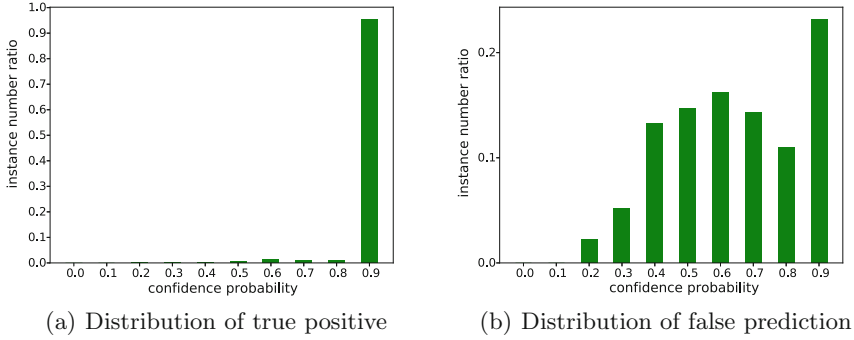 1.0
0.9
0.8
0.7
0.6
0.5
0.4
0.3
0.2
0.1
0.0
instance number ratio
0.0 0.1 0.2 0.3 0.4 0.5 0.6 0.7 0.8 0.9
confidence probability
(a) Distribution of true positive
0.2
0.1
0.0
instance number ratio
0.0 0.1 0.2 0.3 0.4 0.5 0.6 0.7 0.8 0.9
confidence probability
(b) Distribution of false prediction